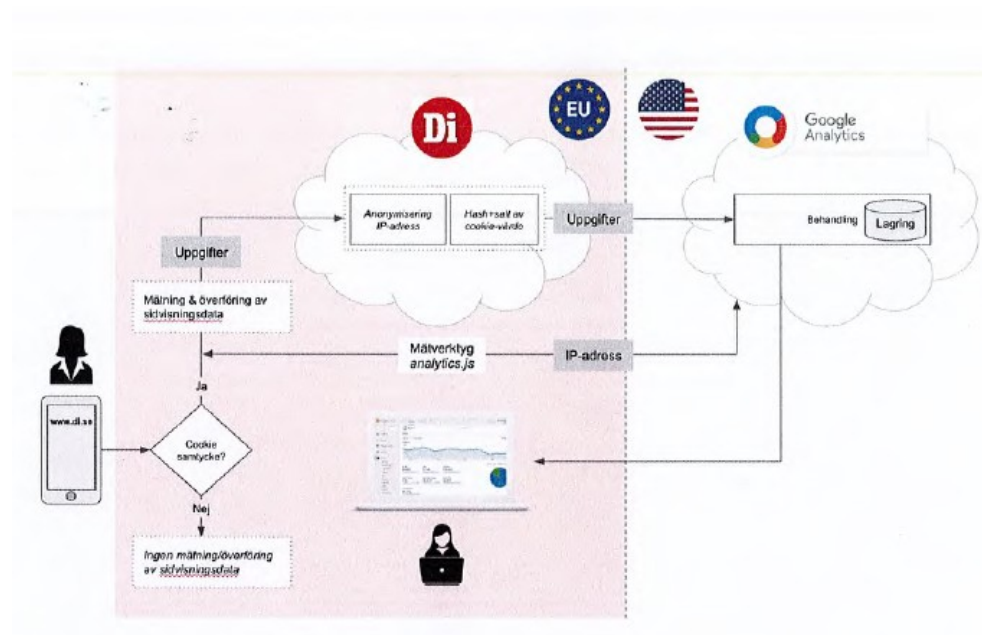 Di
EU
Google
Analytics
Anonymisering
IP-adress
Hash+salt av
cookie-värde
Uppgifter
Behandling
Lagring
Uppgifter
Mätning & överföring av
sidvisningsdata
Mätverktyg
analytics.js
IP-adress
Ja
www.di.se
Cookie
samtycke?
Nej
Ingen mätning/överföring
av sidvisningsdata